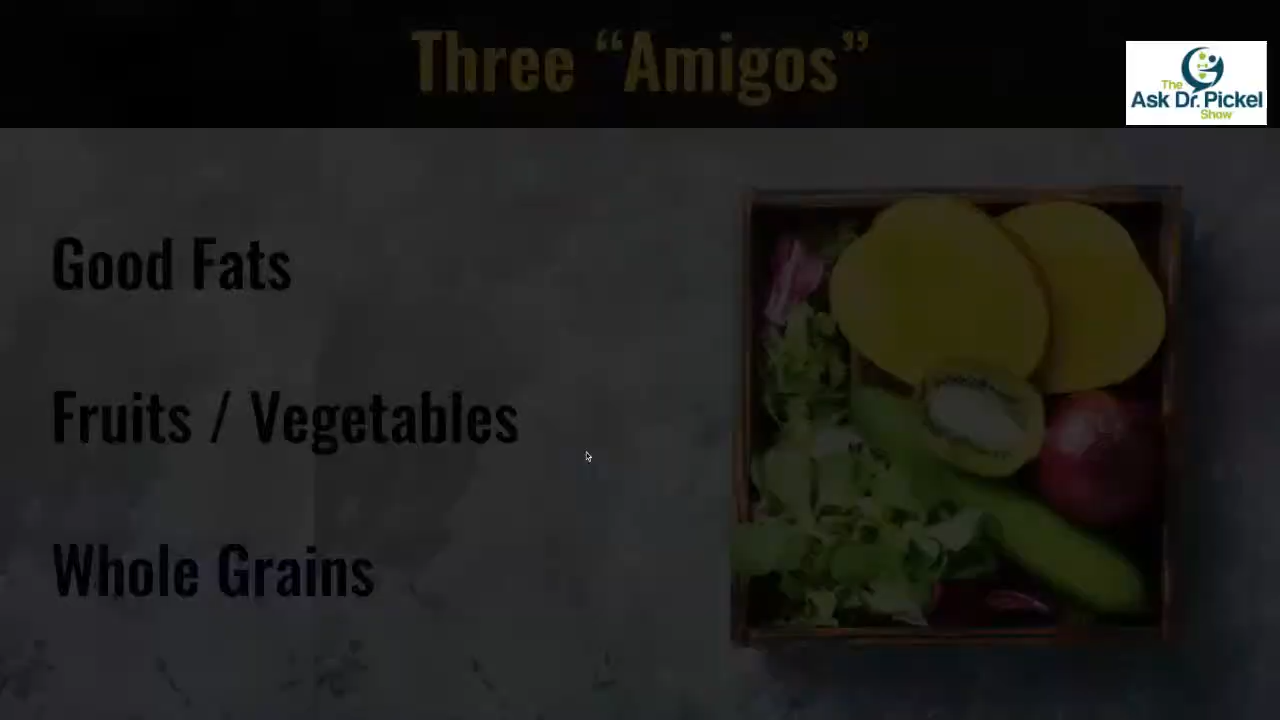 Three “Amigos”
The
Ask Dr. Pickel
Show
Good Fats
Fruits / Vegetables
Whole Grains